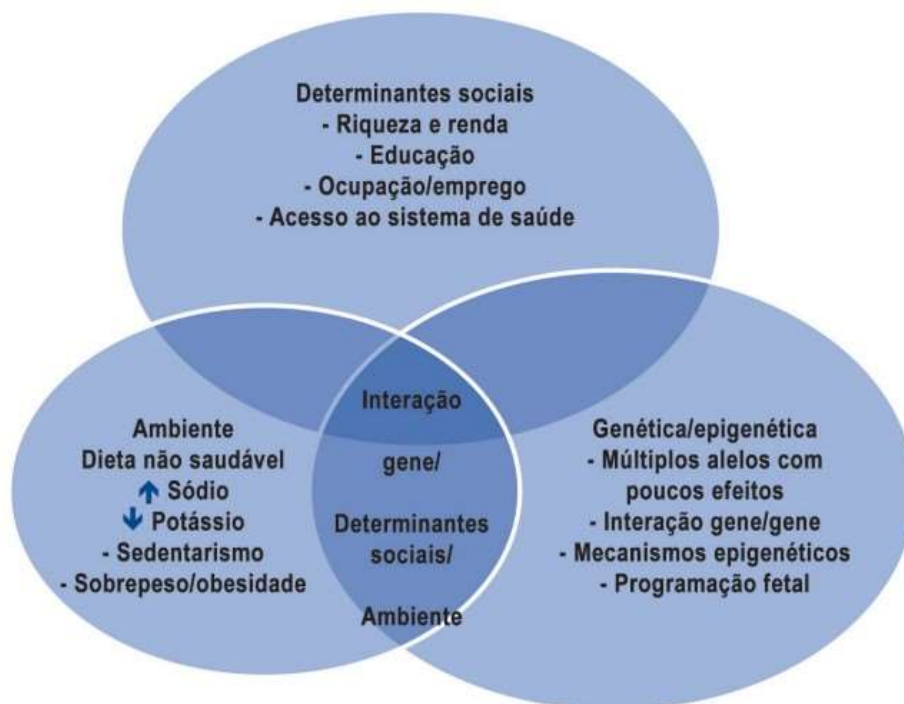 Determinantes sociais
- Riqueza e renda
- Educação
- Ocupação/emprego
- Acesso ao sistema de saúde
Interação
gene/
Determinantes
sociais/
Ambiente
Ambiente
Dieta não saudável
↑ Sódio
↓ Potássio
- Sedentarismo
- Sobrepeso/obesidade
Genética/epigenética
- Múltiplos alelos com
poucos efeitos
- Interação gene/gene
- Mecanismos epigenéticos
- Programação fetal